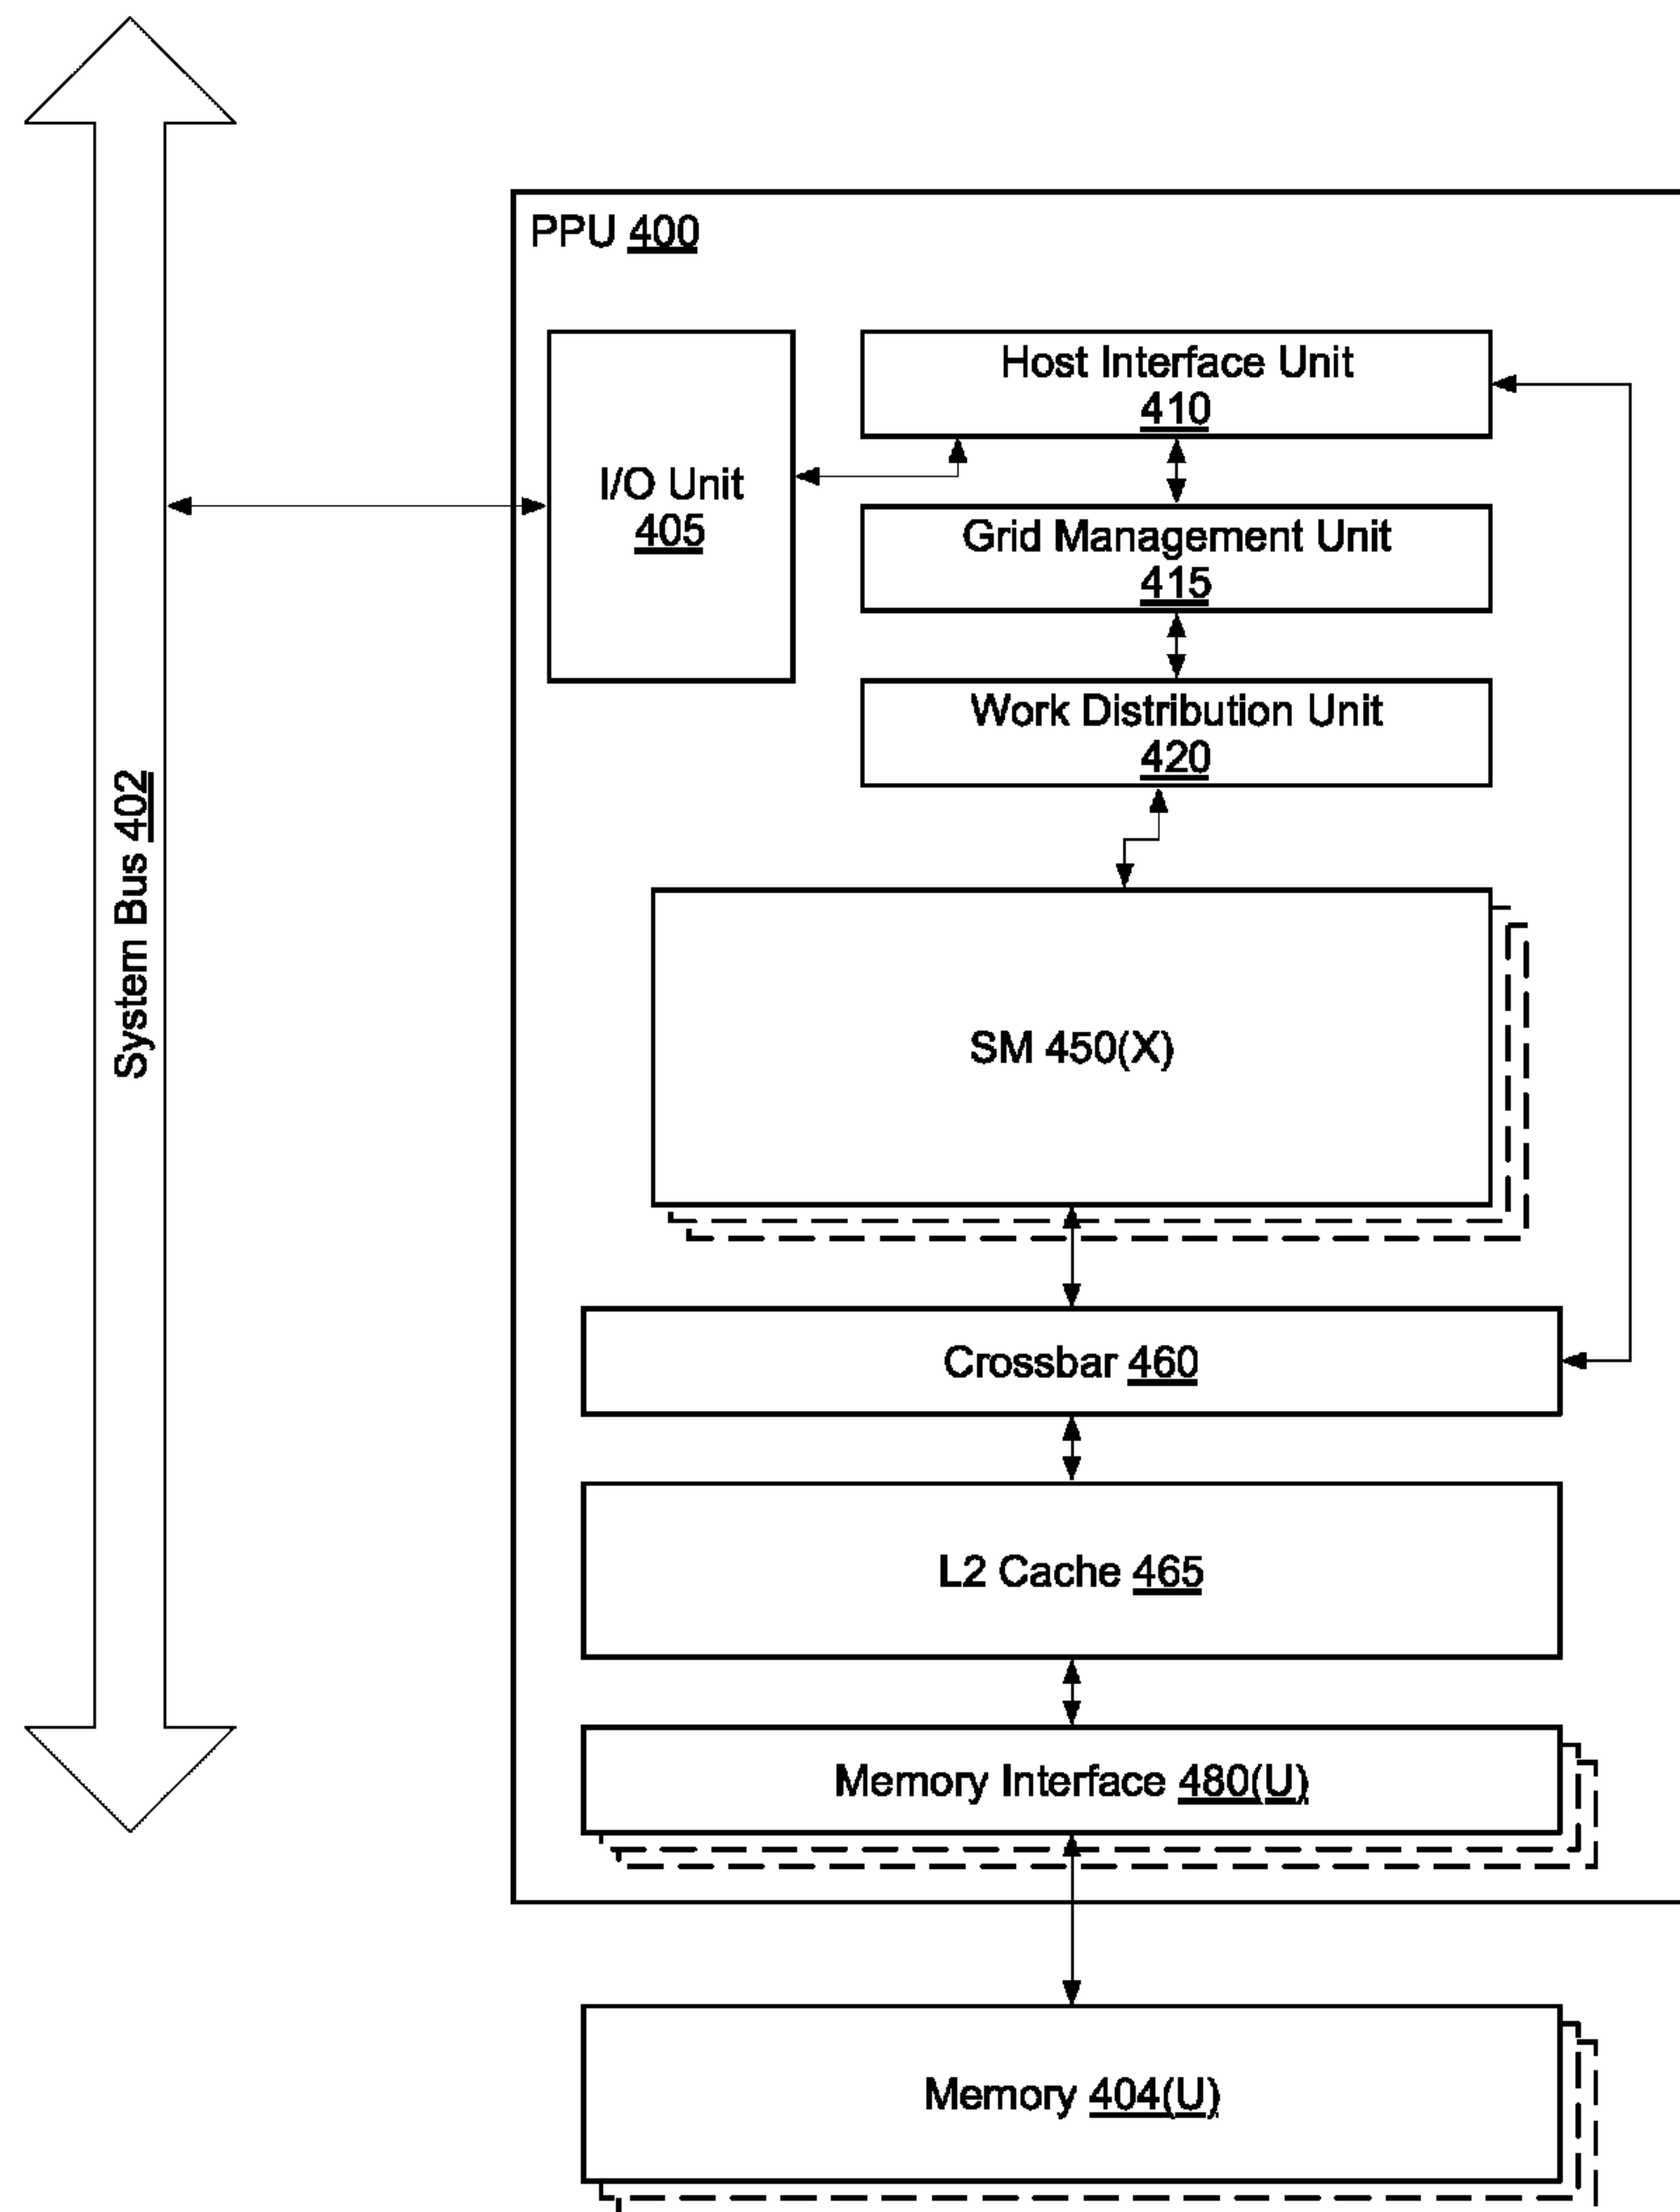 PPU 400
Host Interface Unit
410
I/O Unit
405
Grid Management Unit
415
Work Distribution Unit
420
System Bus 402
SM 450(X)
Crossbar 460
L2 Cache 465
Memory Interface 480(U)
Memory 404(U)